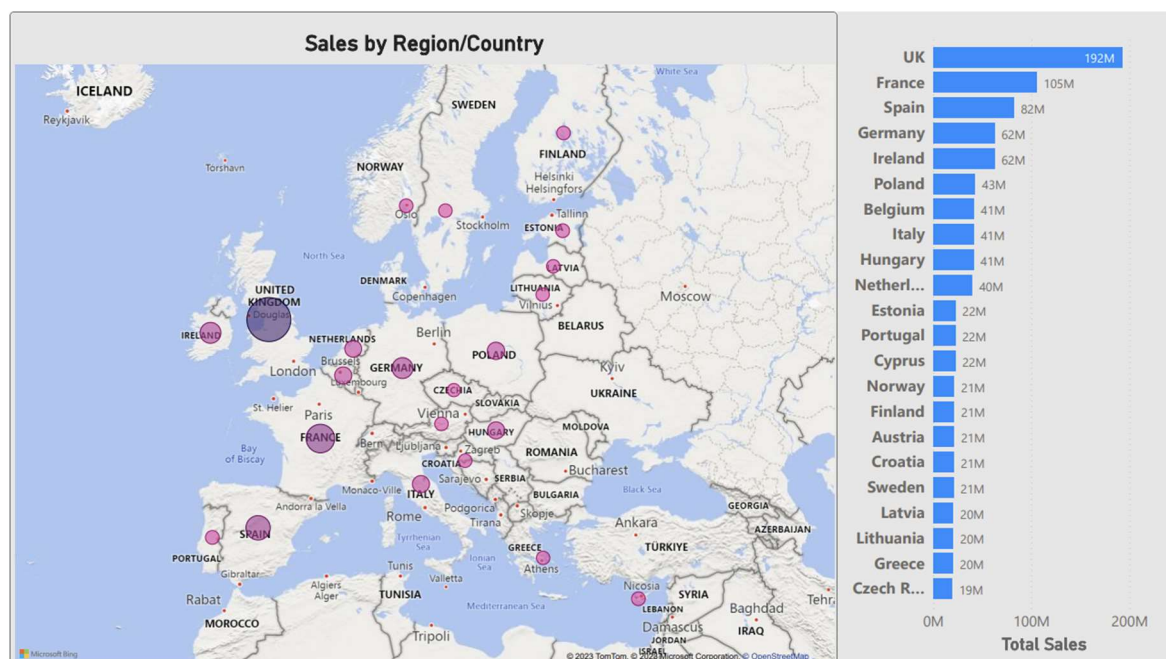 Sales by Region/Country
ICELAND
Reykjavík
White Sea
SWEDEN
FINLAND
NORWAY
Torshavn
Helsinki
Helsingfors
Oslo
Tallinn
Stockholm
ESTONIA
North Sea
LATVIA
DENMARK
LITHUANIA
UNITED
KINGDOM
Copenhagen
Moscow
Vilnius
Douglas
BELARUS
IRELAND
NETHERLANDS
Berlin
POLAND
Brussels
London
GERMANY
Kyiv
Luxembourg
CZECHIA
UKRAINE
St. Helier
Paris
SLOVAKIA
Vienna
MOLDOVA
FRANCE
Bern
HUNGARY
Bay
of Biscay
Ljubljana
Zagreb
ROMANIA
CROATIA
Bucharest
Monaco-Ville
Sarajevo
SERBIA
ITALY
BULGARIA
Black Sea
Andorra la Vella
Podgorica
GEORGIA
Rome
Skopje
Tirana
Ankara
AZERBAIJAN
SPAIN
Tyrrhenian
Sea
TÜRKIYE
PORTUGAL
Ionian
Sea
GREECE
Athens
Gibraltar
Algiers
Alger
Tunis
Valletta
Nicosia
Rabat
TUNISIA
SYRIA
Mediterranean Sea
LEBANON
Baghdad
Tehr
MOROCCO
Damascus
Tripoli
IRAQ
JORDAN
ISRAEL
Microsoft Bing
© 2023 TomTom, © 2023 Microsoft Corporation, © OpenStreetMap
UK 192M
France 105M
Spain 82M
Germany 62M
Ireland 62M
Poland 43M
Belgium 41M
Italy 41M
Hungary 41M
Netherl... 40M
Estonia 22M
Portugal 22M
Cyprus 22M
Norway 21M
Finland 21M
Austria 21M
Croatia 21M
Sweden 21M
Latvia 20M
Lithuania 20M
Greece 20M
Czech R... 19M
0M 100M 200M
Total Sales